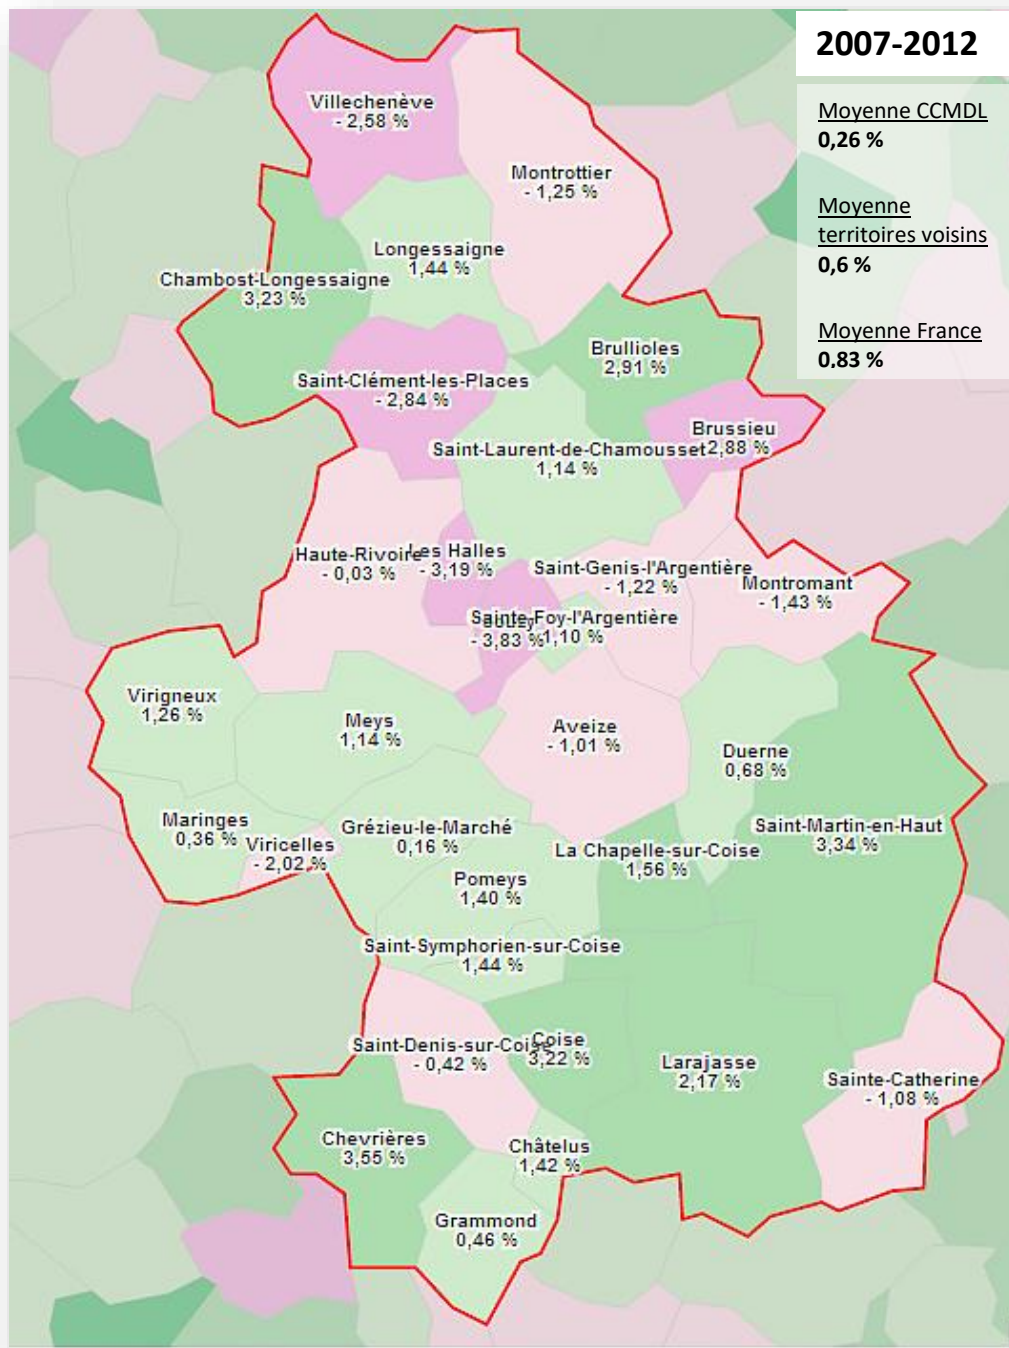 2007-2012
Moyenne CCMDL
0,26 %
Moyenne
territoires voisins
0,6 %
Moyenne France
0,83 %
Villechenève
- 2,58 %
Montrottier
- 1,25 %
Longessaigne
1,44 %
Chambost-Longessaigne
3,23 %
Brullioles
2,91 %
Saint-Clément-les-Places
- 2,84 %
Brussieu
2,88 %
Saint-Laurent-de-Chamousset
1,14 %
Haute-Rivoire
- 0,03 %
Les Halles
- 3,19 %
Saint-Genis-l'Argentière
- 1,22 %
Montromant
- 1,43 %
Sainte-Foy-l'Argentière
1,10 %
- 3,83 %
Virigneux
1,26 %
Meys
1,14 %
Aveize
- 1,01 %
Duerne
0,68 %
Maringes
0,36 %
Viricelles
- 2,02 %
Grézieu-le-Marché
0,16 %
La Chapelle-sur-Coise
1,56 %
Saint-Martin-en-Haut
3,34 %
Pomeys
1,40 %
Saint-Symphorien-sur-Coise
1,44 %
Saint-Denis-sur-Coise
- 0,42 %
Coise
3,22 %
Larajasse
2,17 %
Sainte-Catherine
- 1,08 %
Chevrières
3,55 %
Châtelus
1,42 %
Grammond
0,46 %